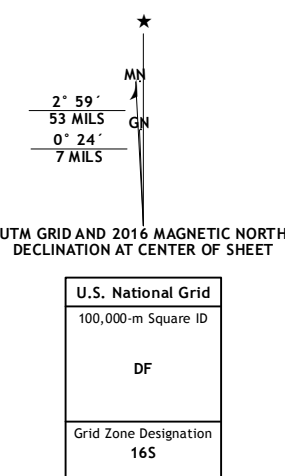 ★
MN
2° 59´
53 MILS
GN
0° 24´
7 MILS
UTM GRID AND 2016 MAGNETIC NORTH
DECLINATION AT CENTER OF SHEET
U.S. National Grid
100,000-m Square ID
DF
Grid Zone Designation
16S